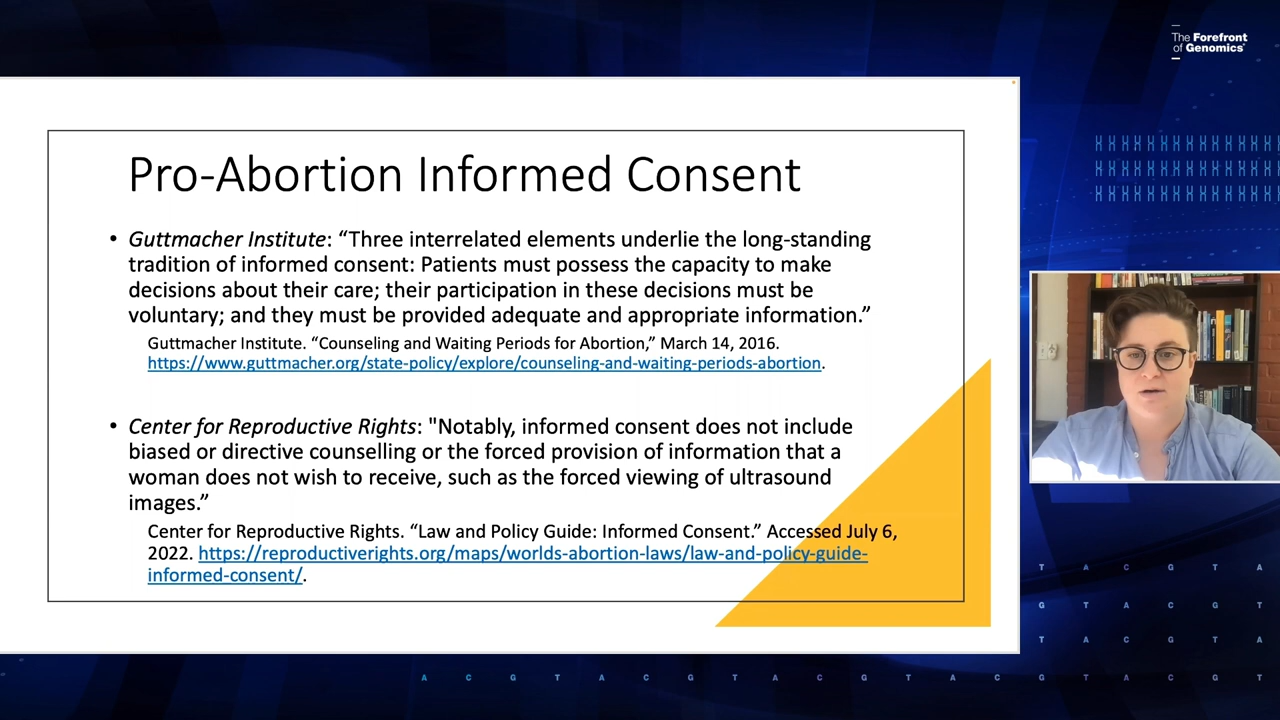 The Forefront
of Genomics®
Pro-Abortion Informed Consent
• Guttmacher Institute: “Three interrelated elements underlie the long-standing
tradition of informed consent: Patients must possess the capacity to make
decisions about their care; their participation in these decisions must be
voluntary; and they must be provided adequate and appropriate information.”
Guttmacher Institute. “Counseling and Waiting Periods for Abortion,” March 14, 2016.
https://www.guttmacher.org/state-policy/explore/counseling-and-waiting-periods-abortion.
• Center for Reproductive Rights: "Notably, informed consent does not include
biased or directive counselling or the forced provision of information that a
woman does not wish to receive, such as the forced viewing of ultrasound
images.”
Center for Reproductive Rights. “Law and Policy Guide: Informed Consent.” Accessed July 6,
2022. https://reproductiverights.org/maps/worlds-abortion-laws/law-and-policy-guide-
informed-consent/.
T A C G T A
G T A C G T
T A C G T A
A C G T A C G T A C G T A C G T A C G T